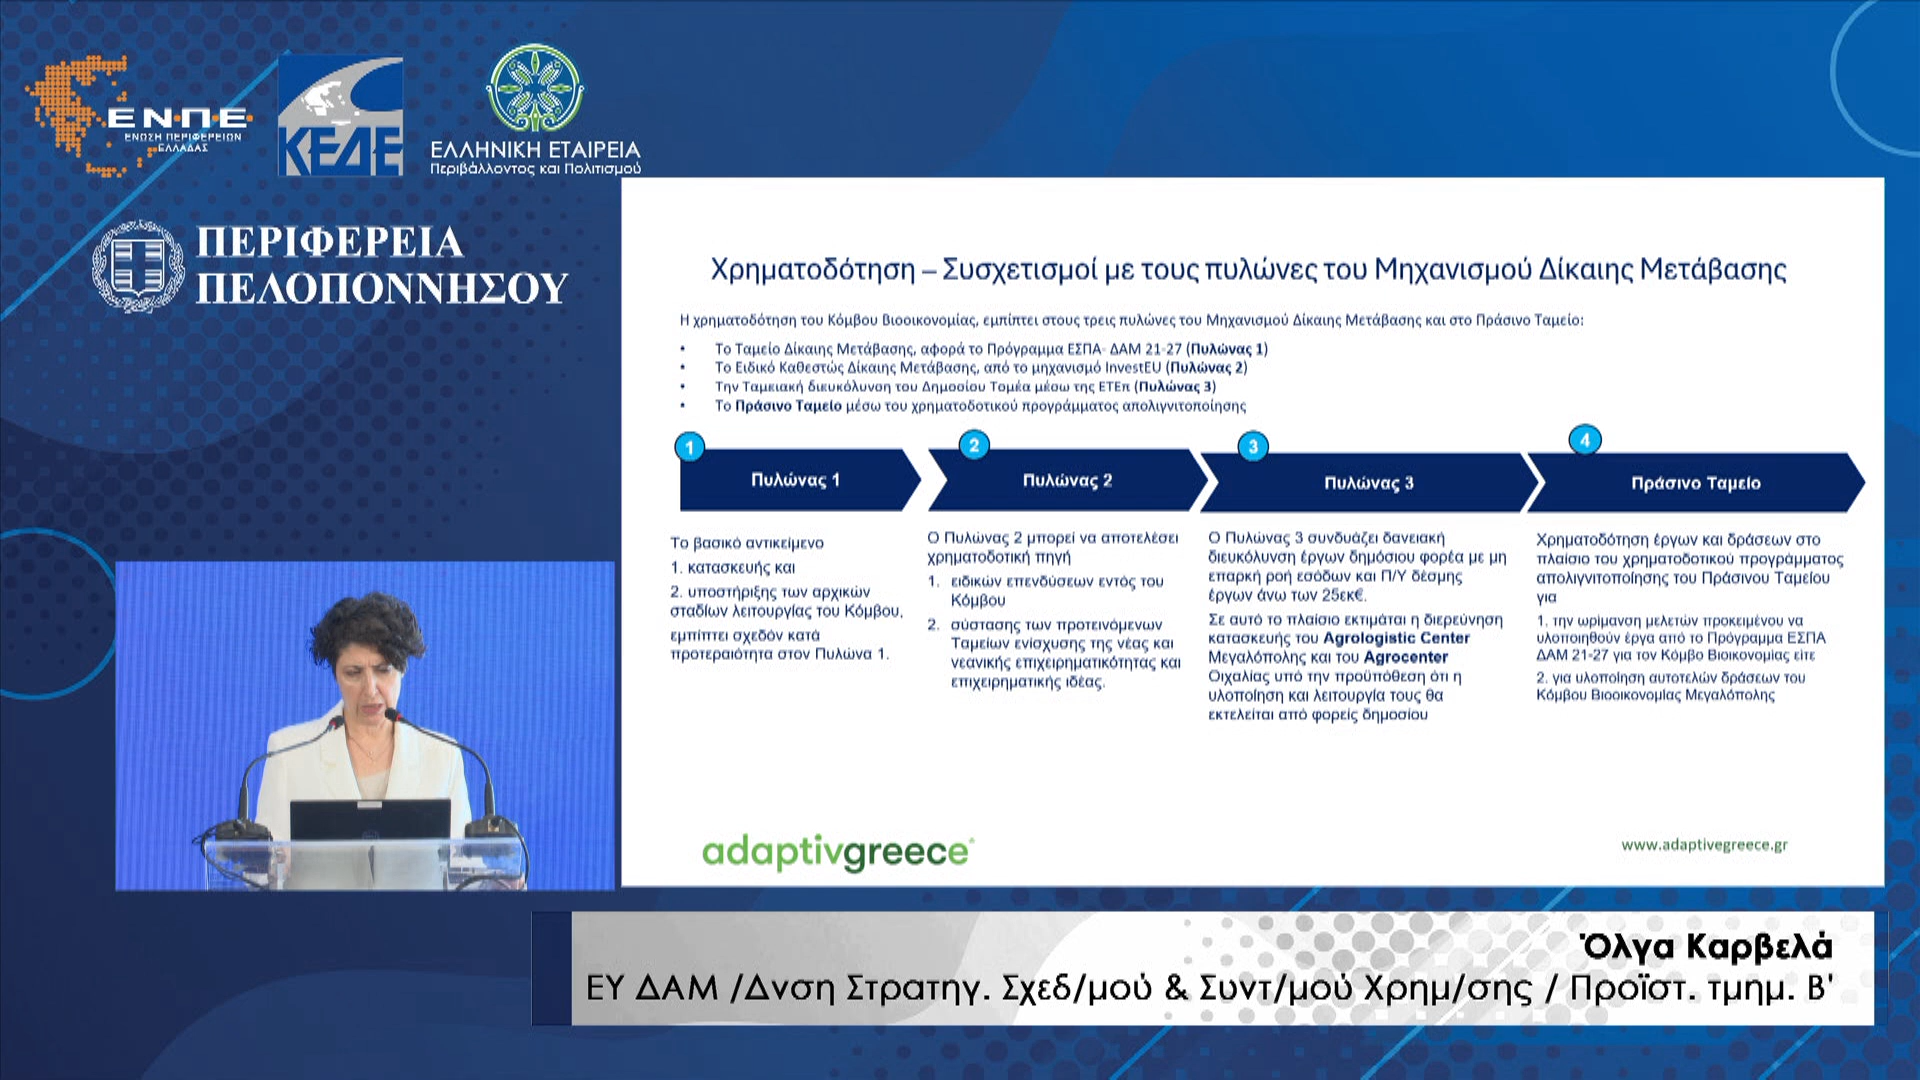 ΕΝ.Π.Ε.
ΕΝΩΣΗ ΠΕΡΙΦΕΡΕΙΩΝ
ΕΛΛΑΔΑΣ
ΚΕΔΕ
ΕΛΛΗΝΙΚΗ ΕΤΑΙΡΕΙΑ
Περιβάλλοντος και Πολιτισμού
ΠΕΡΙΦΕΡΕΙΑ
ΠΕΛΟΠΟΝΝΗΣΟΥ
Χρηματοδότηση – Συσχετισμοί με τους πυλώνες του Μηχανισμού Δίκαιης Μετάβασης
Η χρηματοδότηση του Κόμβου Βιοοικονομίας, εμπίπτει στους τρεις πυλώνες του Μηχανισμού Δίκαιης Μετάβασης και στο Πράσινο Ταμείο:
• Το Ταμείο Δίκαιης Μετάβασης, αφορά το Πρόγραμμα ΕΣΠΑ- ΔΑΜ 21-27 (Πυλώνας 1)
• Το Ειδικό Καθεστώς Δίκαιης Μετάβασης, από το μηχανισμό InvestEU (Πυλώνας 2)
• Την Ταμειακή διευκόλυνση του Δημοσίου Τομέα μέσω της ΕΤΕπ (Πυλώνας 3)
• Το Πράσινο Ταμείο μέσω του χρηματοδοτικού προγράμματος απολιγνιτοποίησης
1
Πυλώνας 1
Το βασικό αντικείμενο
1. κατασκευής και
2. υποστήριξης των αρχικών
σταδίων λειτουργίας του Κόμβου,
εμπίπτει σχεδόν κατά
προτεραιότητα στον Πυλώνα 1.
2
Πυλώνας 2
Ο Πυλώνας 2 μπορεί να αποτελέσει
χρηματοδοτική πηγή
1. ειδικών επενδύσεων εντός του
Κόμβου
2. σύστασης των προτεινόμενων
Ταμείων ενίσχυσης της νέας και
νεανικής επιχειρηματικότητας και
επιχειρηματικής ιδέας.
3
Πυλώνας 3
Ο Πυλώνας 3 συνδυάζει δανειακή
διευκόλυνση έργων δημόσιου φορέα με μη
επαρκή ροή εσόδων και Π/Υ δέσμης
έργων άνω των 25εκ€.
Σε αυτό το πλαίσιο εκτιμάται η διερεύνηση
κατασκευής του Agrologistic Center
Μεγαλόπολης και του Agrocenter
Οιχαλίας υπό την προϋπόθεση ότι η
υλοποίηση και λειτουργία τους θα
εκτελείται από φορείς δημοσίου
4
Πράσινο Ταμείο
Χρηματοδότηση έργων και δράσεων στο
πλαίσιο του χρηματοδοτικού προγράμματος
απολιγνιτοποίησης του Πράσινου Ταμείου
για
1. την ωρίμανση μελετών προκειμένου να
υλοποιηθούν έργα από το Πρόγραμμα ΕΣΠΑ
ΔΑΜ 21-27 για τον Κόμβο Βιοικονομίας είτε
2. για υλοποίηση αυτοτελών δράσεων του
Κόμβου Βιοοικονομίας Μεγαλόπολης
adaptivgreece
www.adaptivegreece.gr
Όλγα Καρβελά
ΕΥ ΔΑΜ /Δνση Στρατηγ. Σχεδ/μού & Συντ/μού Χρημ/σης / Προϊστ. τμημ. Β'